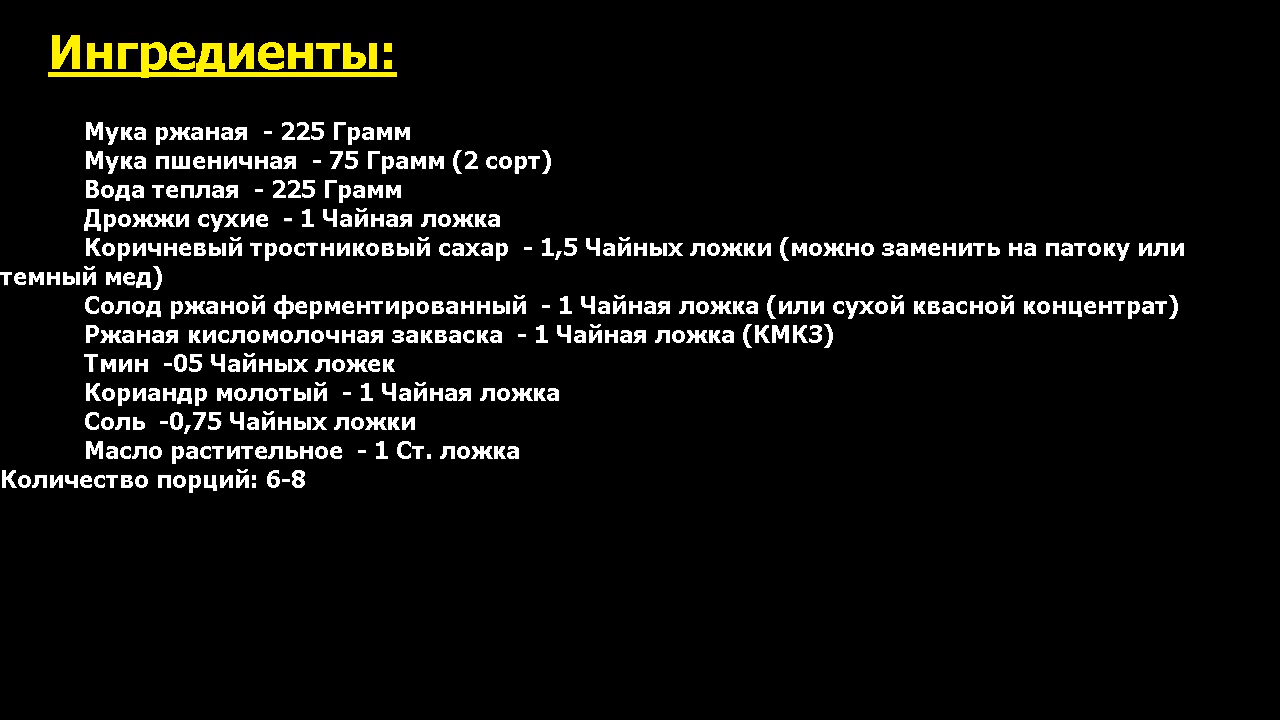 Ингредиенты:
Мука ржаная  - 225 Грамм
Мука пшеничная  - 75 Грамм (2 сорт)
Вода теплая  - 225 Грамм
Дрожжи сухие  - 1 Чайная ложка
Коричневый тростниковый сахар  - 1,5 Чайных ложки (можно заменить на патоку или
темный мед)
Солод ржаной ферментированный  - 1 Чайная ложка (или сухой квасной концентрат)
Ржаная кисломолочная закваска  - 1 Чайная ложка (КМКЗ)
Тмин  -05 Чайных ложек
Кориандр молотый  - 1 Чайная ложка
Соль  -0,75 Чайных ложки
Масло растительное  - 1 Ст. ложка
Количество порций: 6-8